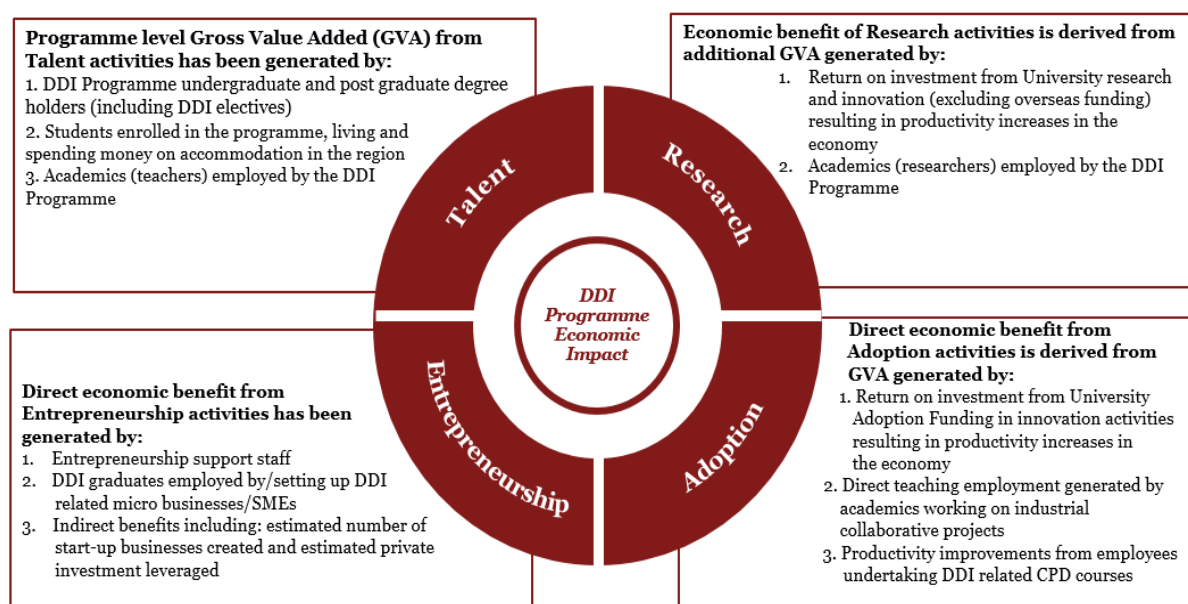 Programme level Gross Value Added (GVA) from
Talent activities has been generated by:
1. DDI Programme undergraduate and post graduate degree
holders (including DDI electives)
2. Students enrolled in the programme, living and
spending money on accommodation in the region
3. Academics (teachers) employed by the DDI
Programme
Economic benefit of Research activities is derived from
additional GVA generated by:
1. Return on investment from University research
and innovation (excluding overseas funding)
resulting in productivity increases in the
economy
2. Academics (researchers) employed by the DDI
Programme
Talent
Research
DDI
Programme
Economic
Impact
Entrepreneurship
Adoption
Direct economic benefit from
Entrepreneurship activities has been
generated by:
1. Entrepreneurship support staff
2. DDI graduates employed by/setting up DDI
related micro businesses/SMEs
3. Indirect benefits including: estimated number of
start-up businesses created and estimated private
investment leveraged
Direct economic benefit from
Adoption activities is derived from
GVA generated by:
1. Return on investment from University
Adoption Funding in innovation activities
resulting in productivity increases in
the economy
2. Direct teaching employment generated by
academics working on industrial
collaborative projects
3. Productivity improvements from employees
undertaking DDI related CPD courses